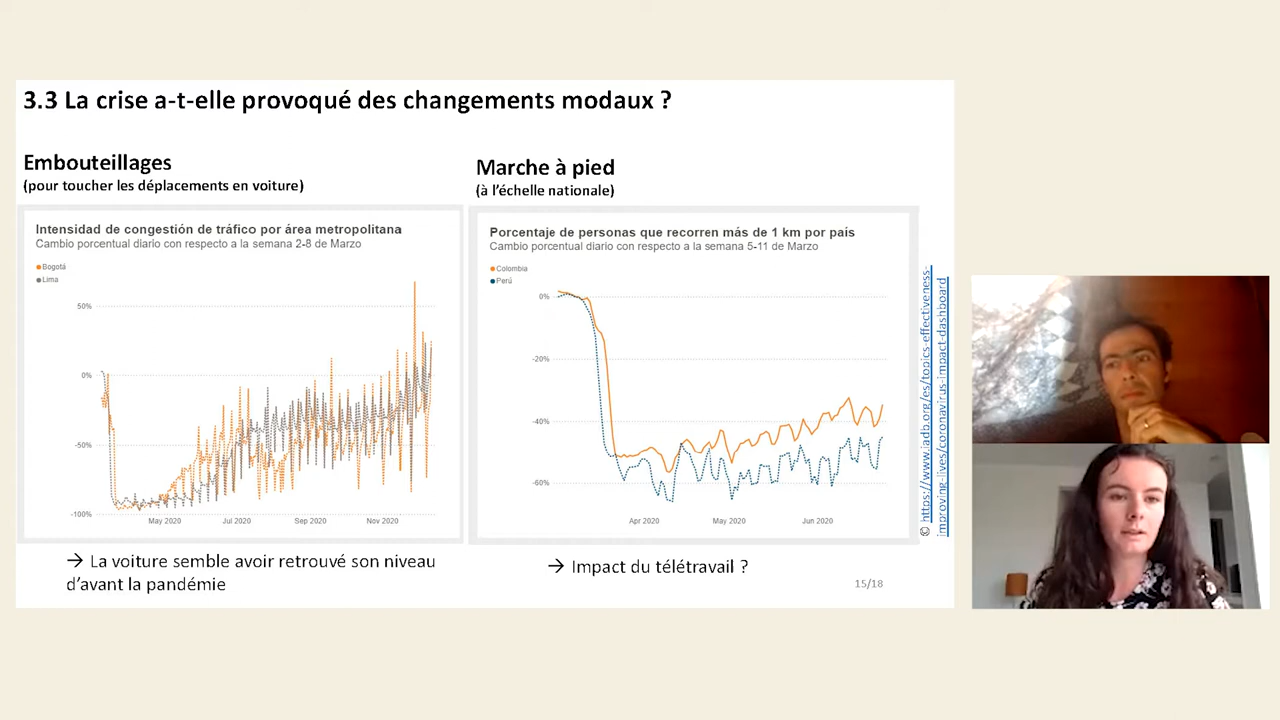 3.3 La crise a-t-elle provoqué des changements modaux ?
Embouteillages
(pour toucher les déplacements en voiture)
Intensidad de congestión de tráfico por área metropolitana
Cambio porcentual diario con respecto a la semana 2-8 de Marzo
Bogotá
Lima
50%
0%
-50%
-100%
May 2020
Jul 2020
Sep 2020
Nov 2020
→ La voiture semble avoir retrouvé son niveau
d'avant la pandémie
Marche à pied
(à l'échelle nationale)
Porcentaje de personas que recorren más de 1 km por país
Cambio porcentual diario con respecto a la semana 5-11 de Marzo
Colombia
Perú
0%
-20%
-40%
-60%
Apr 2020
May 2020
Jun 2020
→ Impact du télétravail ?
© https://www.iadb.org/es/topics-effectiveness-
improving-lives/coronavirus-impact-dashboard
15/18